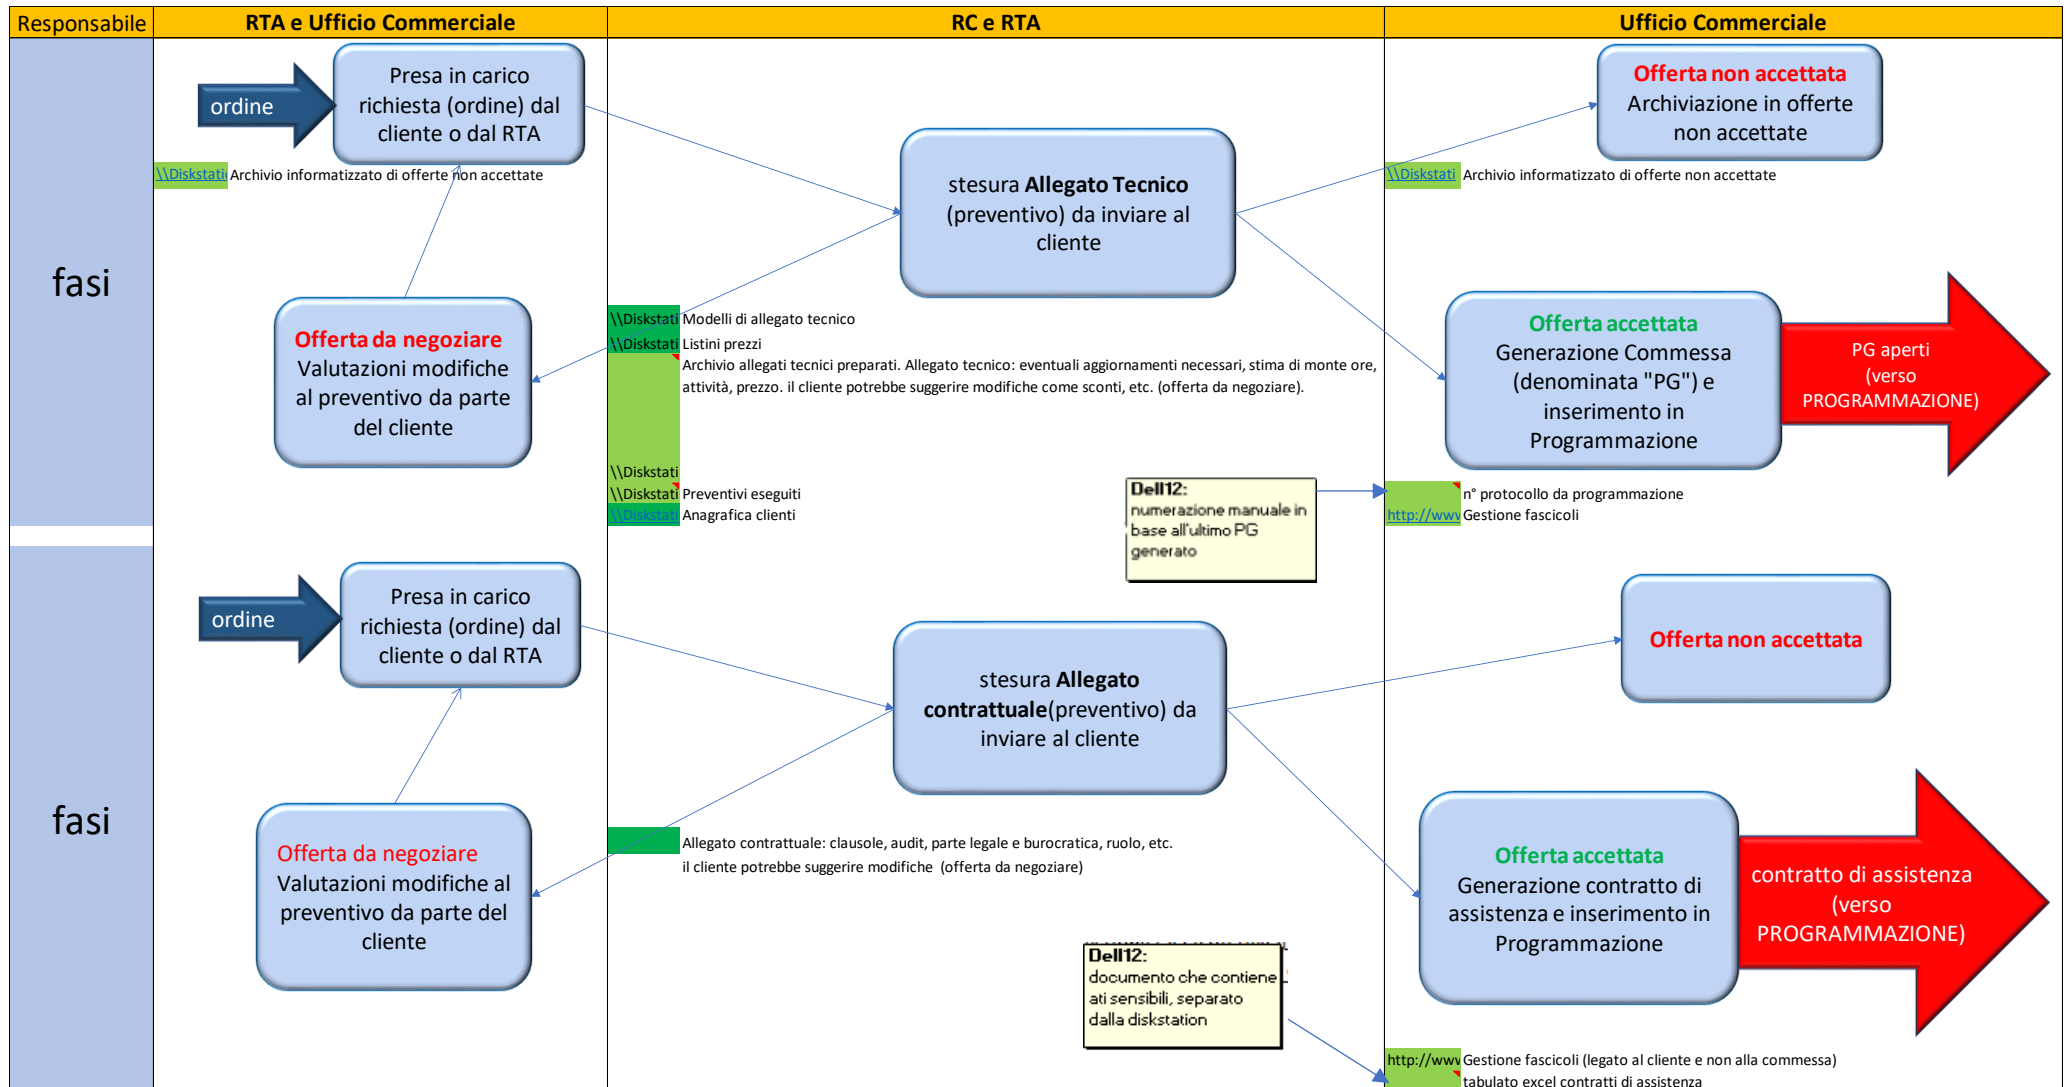 Responsabile
RTA e Ufficio Commerciale
RC e RTA
Ufficio Commerciale
fasi
ordine
Presa in carico
richiesta (ordine) dal
cliente o dal RTA
\\Diskstati Archivio informatizzato di offerte non accettate
Offerta da negoziare
Valutazioni modifiche
al preventivo da parte
del cliente
stesura Allegato Tecnico
(preventivo) da inviare al
cliente
\\Diskstati Modelli di allegato tecnico
\\Diskstati Listini prezzi
Archivio allegati tecnici preparati. Allegato tecnico: eventuali aggiornamenti necessari, stima di monte ore,
attività, prezzo. il cliente potrebbe suggerire modifiche come sconti, etc. (offerta da negoziare).
\\Diskstati
\\Diskstati Preventivi eseguiti
\\Diskstati Anagrafica clienti
Dell12:
numerazione manuale in
base all'ultimo PG
generato
Offerta non accettata
Archiviazione in offerte
non accettate
\\Diskstati Archivio informatizzato di offerte non accettate
Offerta accettata
Generazione Commessa
(denominata "PG") e
inserimento in
Programmazione
PG aperti
(verso
PROGRAMMAZIONE)
n° protocollo da programmazione
http://www Gestione fascicoli
fasi
ordine
Presa in carico
richiesta (ordine) dal
cliente o dal RTA
Offerta da negoziare
Valutazioni modifiche al
preventivo da parte del
cliente
stesura Allegato
contrattuale(preventivo) da
inviare al cliente
Allegato contrattuale: clausole, audit, parte legale e burocratica, ruolo, etc.
il cliente potrebbe suggerire modifiche (offerta da negoziare)
Dell12:
documento che contiene
ati sensibili, separato
dalla diskstation
Offerta non accettata
Offerta accettata
Generazione contratto di
assistenza e inserimento in
Programmazione
contratto di assistenza
(verso
PROGRAMMAZIONE)
http://www Gestione fascicoli (legato al cliente e non alla commessa)
tabulato excel contratti di assistenza